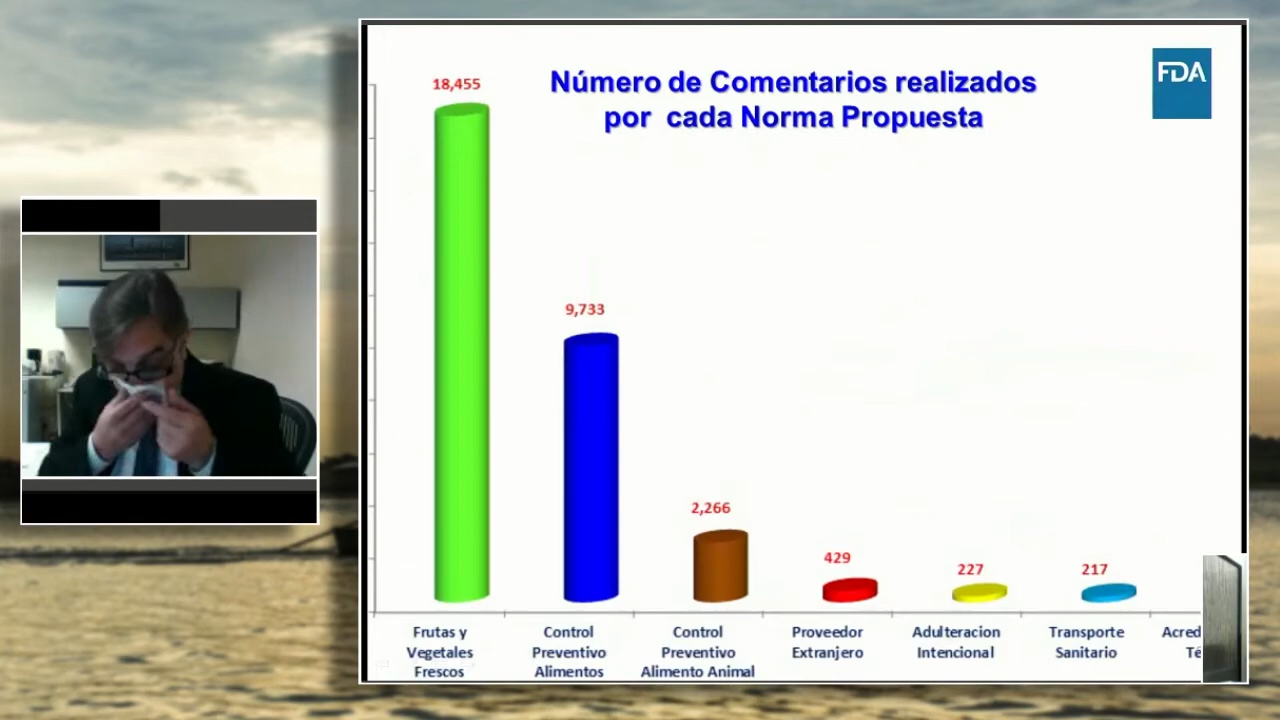 Número de Comentarios realizados
por cada Norma Propuesta
FDA
18,455
9,733
2,266
429
227
217
Frutas y
Vegetales
Frescos
Control
Preventivo
Alimentos
Control
Preventivo
Alimento Animal
Proveedor
Extranjero
Adulteracion
Intencional
Transporte
Sanitario